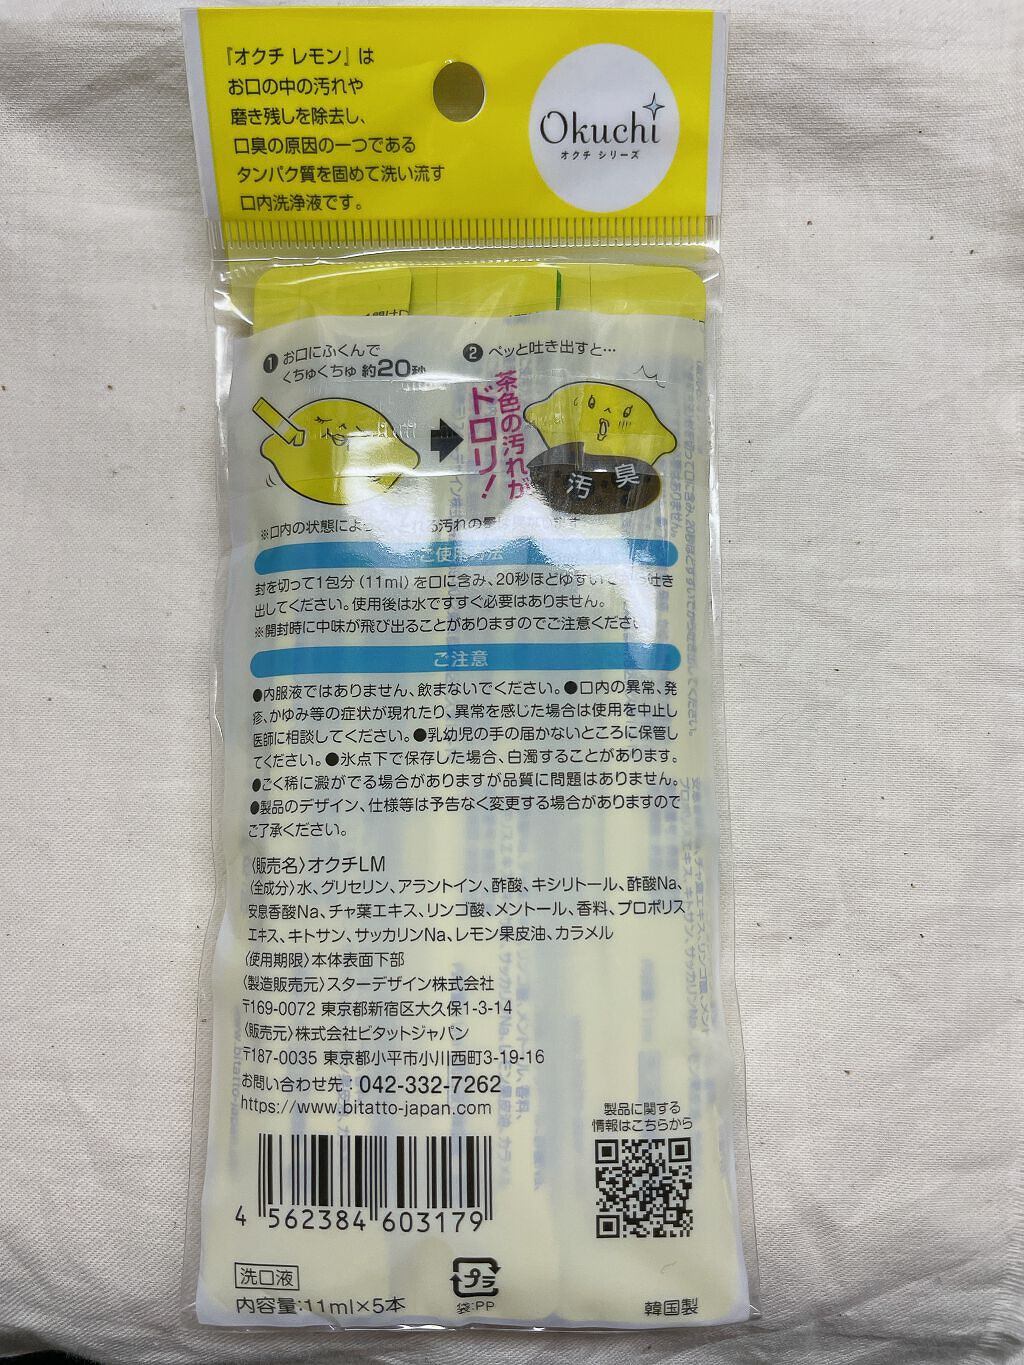 『オクチ レモン』は
お口の中の汚れや
磨き残しを除去し、
口臭の原因の一つである
タンパク質を固めて洗い流す
口内洗浄液です。
Okuchi
オクチ シリーズ
1 お口にふくんで
くちゅくちゅ 約20秒
2 ペッと吐き出すと…
茶色の汚れが
ドロリ!
汚 臭
※口内の状態によって
る汚れの
ご使用方法
封を切って1包分(11ml)を口に含み、20秒ほどゆすいで 吐き
出してください。使用後は水ですすぐ必要はありません。
※開封時に中味が飛び出ることがありますのでご注意くださ
ご注意
●内服液ではありません、飲まないでください。●口内の異常、発
疹、かゆみ等の症状が現れたり、異常を感じた場合は使用を中止し
医師に相談してください。●乳幼児の手の届かないところに保管し
てください。●氷点下で保存した場合、白濁することがあります。
●ごく稀に澱がでる場合がありますが品質に問題はありません。
●製品のデザイン、仕様等は予告なく変更する場合がありますので
ご了承ください。
〈販売名〉オクチLM
〈全成分〉水、グリセリン、アラントイン、酢酸、キシリトール、酢酸Na、
安息香酸Na、チャ葉エキス、リンゴ酸、メントール、香料、プロポリス
エキス、キトサン、サッカリンNa、レモン果皮油、カラメル
〈使用期限〉本体表面下部
〈製造販売元〉スターデザイン株式会社
〒169-0072 東京都新宿区大久保1-3-14
〈販売元〉株式会社ビタットジャパン
〒187-0035 東京都小平市小川西町3-19-16
お問い合わせ先：042-332-7262
https://www.bitatto-japan.com
製品に関する
情報はこちらから
4 562384 603179
洗口液
内容量:11ml×5本
プラ
袋:PP
韓国製